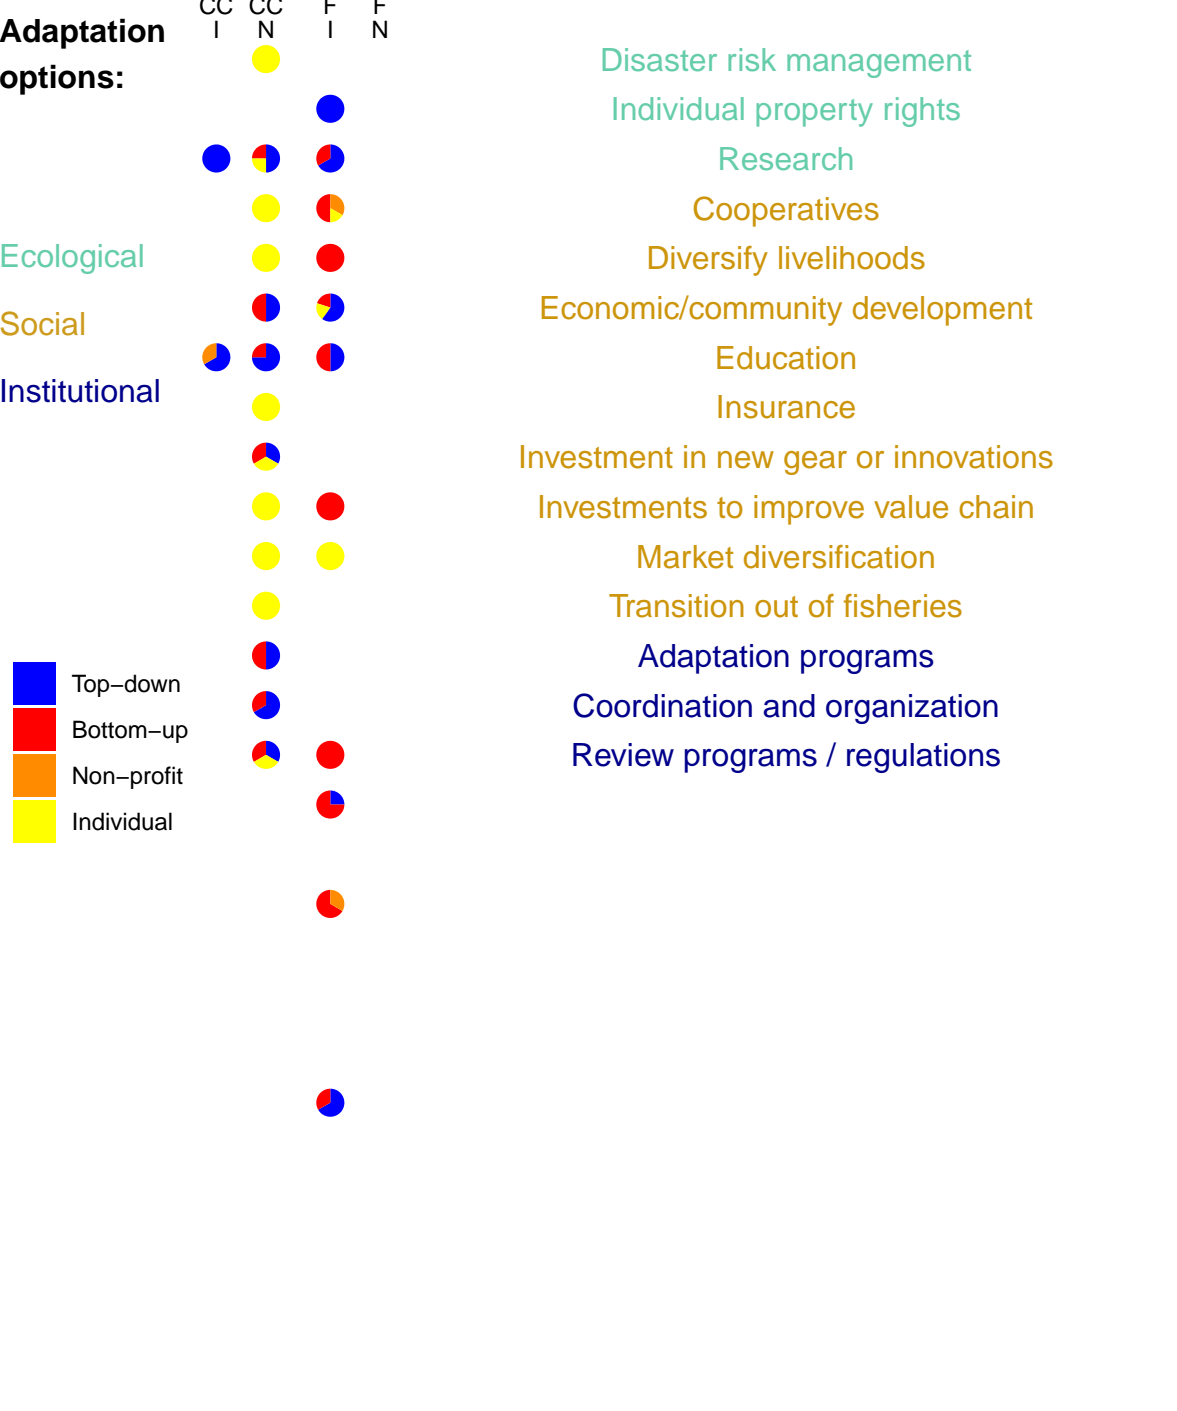 CC CC F F
Adaptation I N I N
options:
Disaster risk management
Individual property rights
Research
Cooperatives
Ecological
Diversify livelihoods
Economic/community development
Social
Education
Institutional
Insurance
Investment in new gear or innovations
Investments to improve value chain
Market diversification
Transition out of fisheries
Adaptation programs
Top−down
Coordination and organization
Bottom−up
Review programs / regulations
Non−profit
Individual